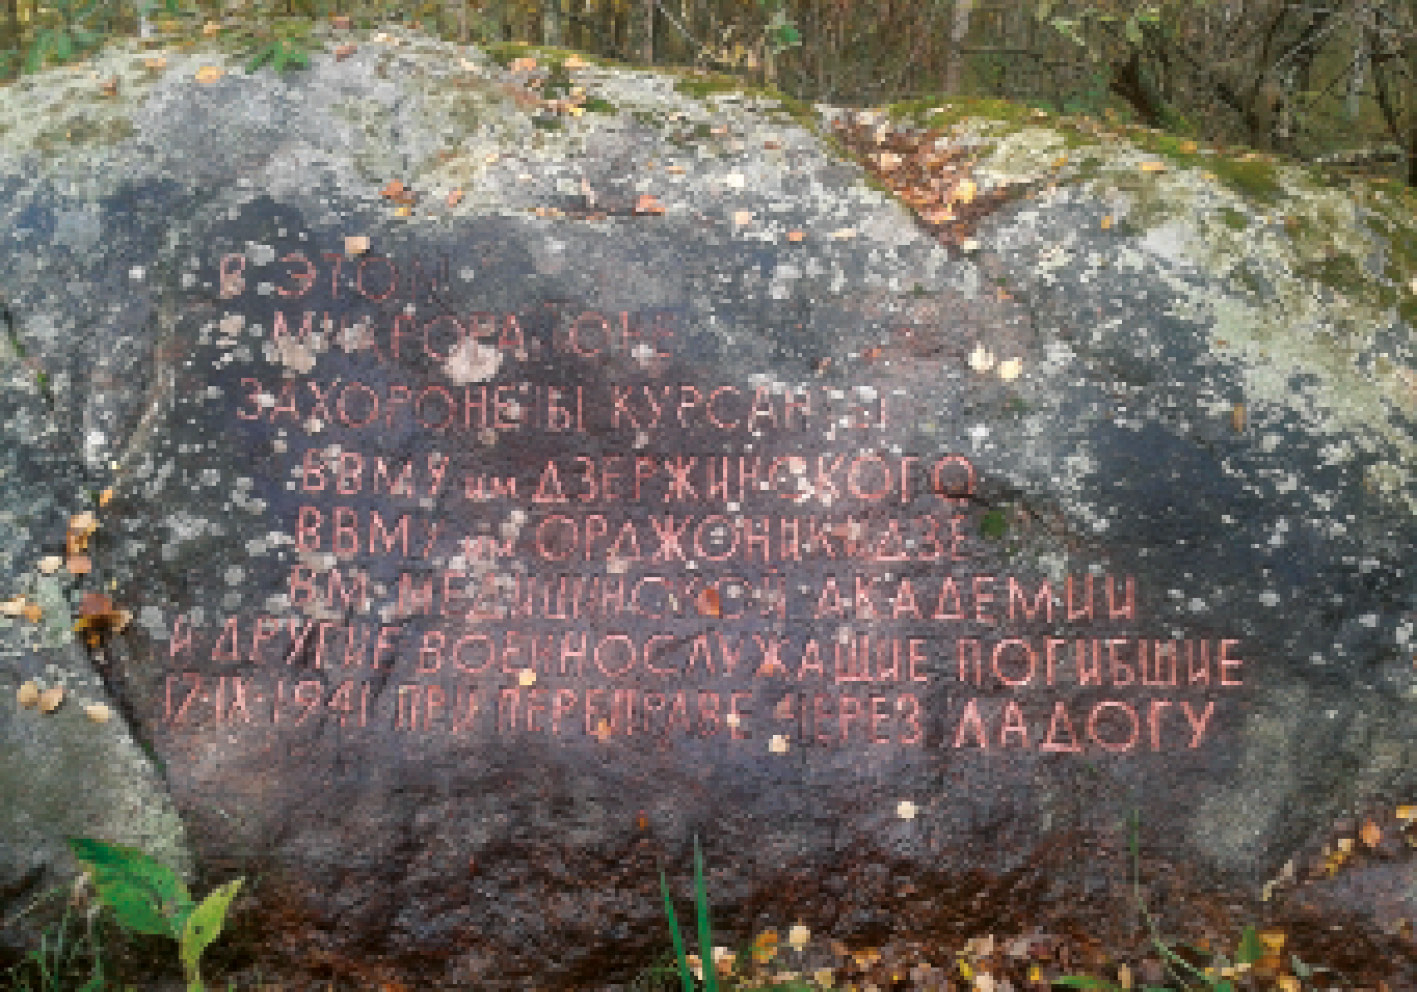 В ЭТОМ
МИКРОРАЙОНЕ
ЗАХОРОНЕНЫ КУРСАНТЫ
ВВМУ им ДЗЕРЖИНСКОГО
ВВМУ им ОРДЖОНИКИДЗЕ
ВМ МЕДИЦИНСКОЙ АКАДЕМИИ
И ДРУГИЕ ВОЕННОСЛУЖАЩИЕ ПОГИБШИЕ
17·IX·1941 ПРИ ПЕРЕПРАВЕ ЧЕРЕЗ ЛАДОГУ